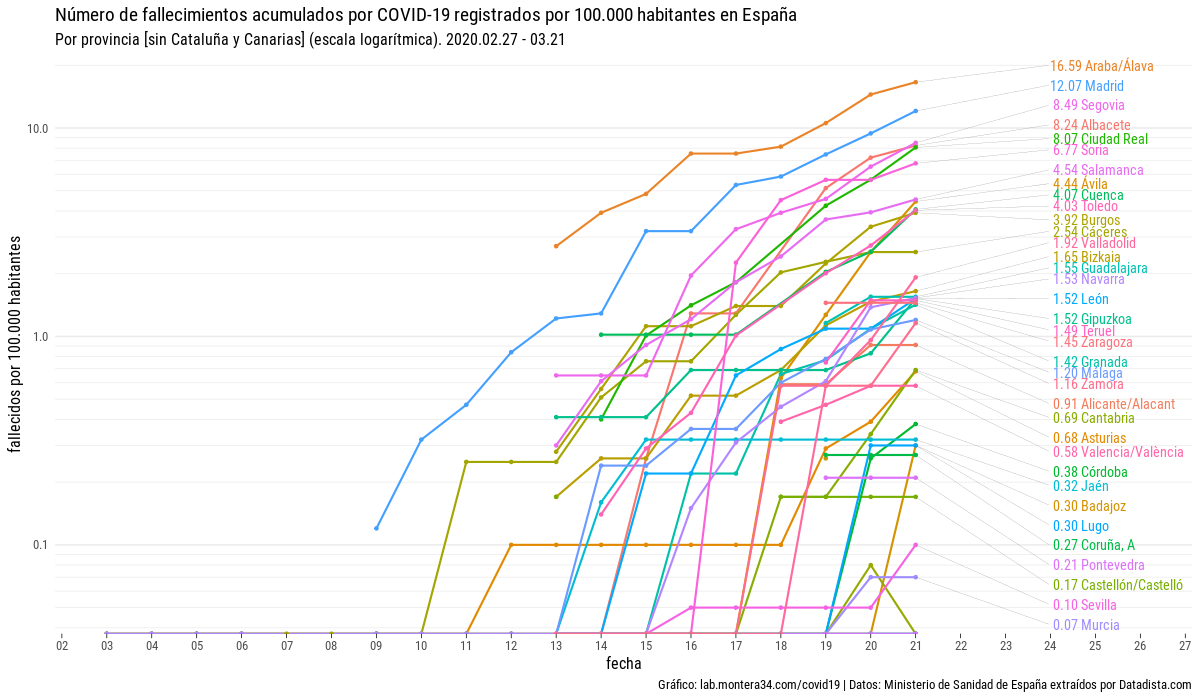 Número de fallecimientos acumulados por COVID-19 registrados por 100.000 habitantes en España
Por provincia [sin Cataluña y Canarias] (escala logarítmica). 2020.02.27 - 03.21
fallecidos por 100.000 habitantes
10.0
1.0
0.1
16.59 Araba/Álava
12.07 Madrid
8.49 Segovia
8.24 Albacete
8.07 Ciudad Real
6.77 Soria
4.54 Salamanca
4.44 Ávila
4.07 Cuenca
4.03 Toledo
3.92 Burgos
2.54 Cáceres
1.92 Valladolid
1.65 Bizkaia
1.55 Guadalajara
1.53 Navarra
1.52 León
1.52 Gipuzkoa
1.49 Teruel
1.45 Zaragoza
1.42 Granada
1.20 Málaga
1.16 Zamora
0.91 Alicante/Alacant
0.69 Cantabria
0.68 Asturias
0.58 Valencia/València
0.38 Córdoba
0.32 Jaén
0.30 Badajoz
0.30 Lugo
0.27 Coruña, A
0.21 Pontevedra
0.17 Castellón/Castelló
0.10 Sevilla
0.07 Murcia
02 03 04 05 06 07 08 09 10 11 12 13 14 15 16 17 18 19 20 21 22 23 24 25 26 27
fecha
Gráfico: lab.montera34.com/covid19 | Datos: Ministerio de Sanidad de España extraídos por Datadista.com